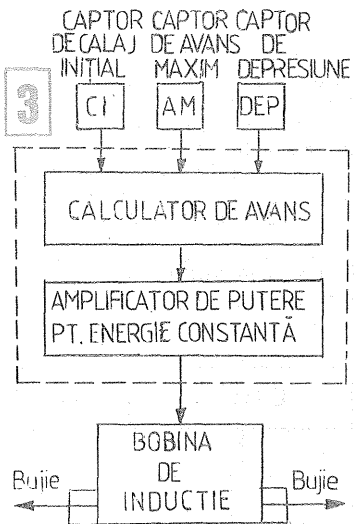 CAPTOR CAPTOR CAPTOR
DE CALAJ DE AVANS DE
INIȚIAL MAXIM DEPRESIUNE
3
CI AM DEP
CALCULATOR DE AVANS
AMPLIFICATOR DE PUTERE
PT. ENERGIE CONSTANTĂ
BOBINA
DE
INDUCTIE
Bujie
Bujie